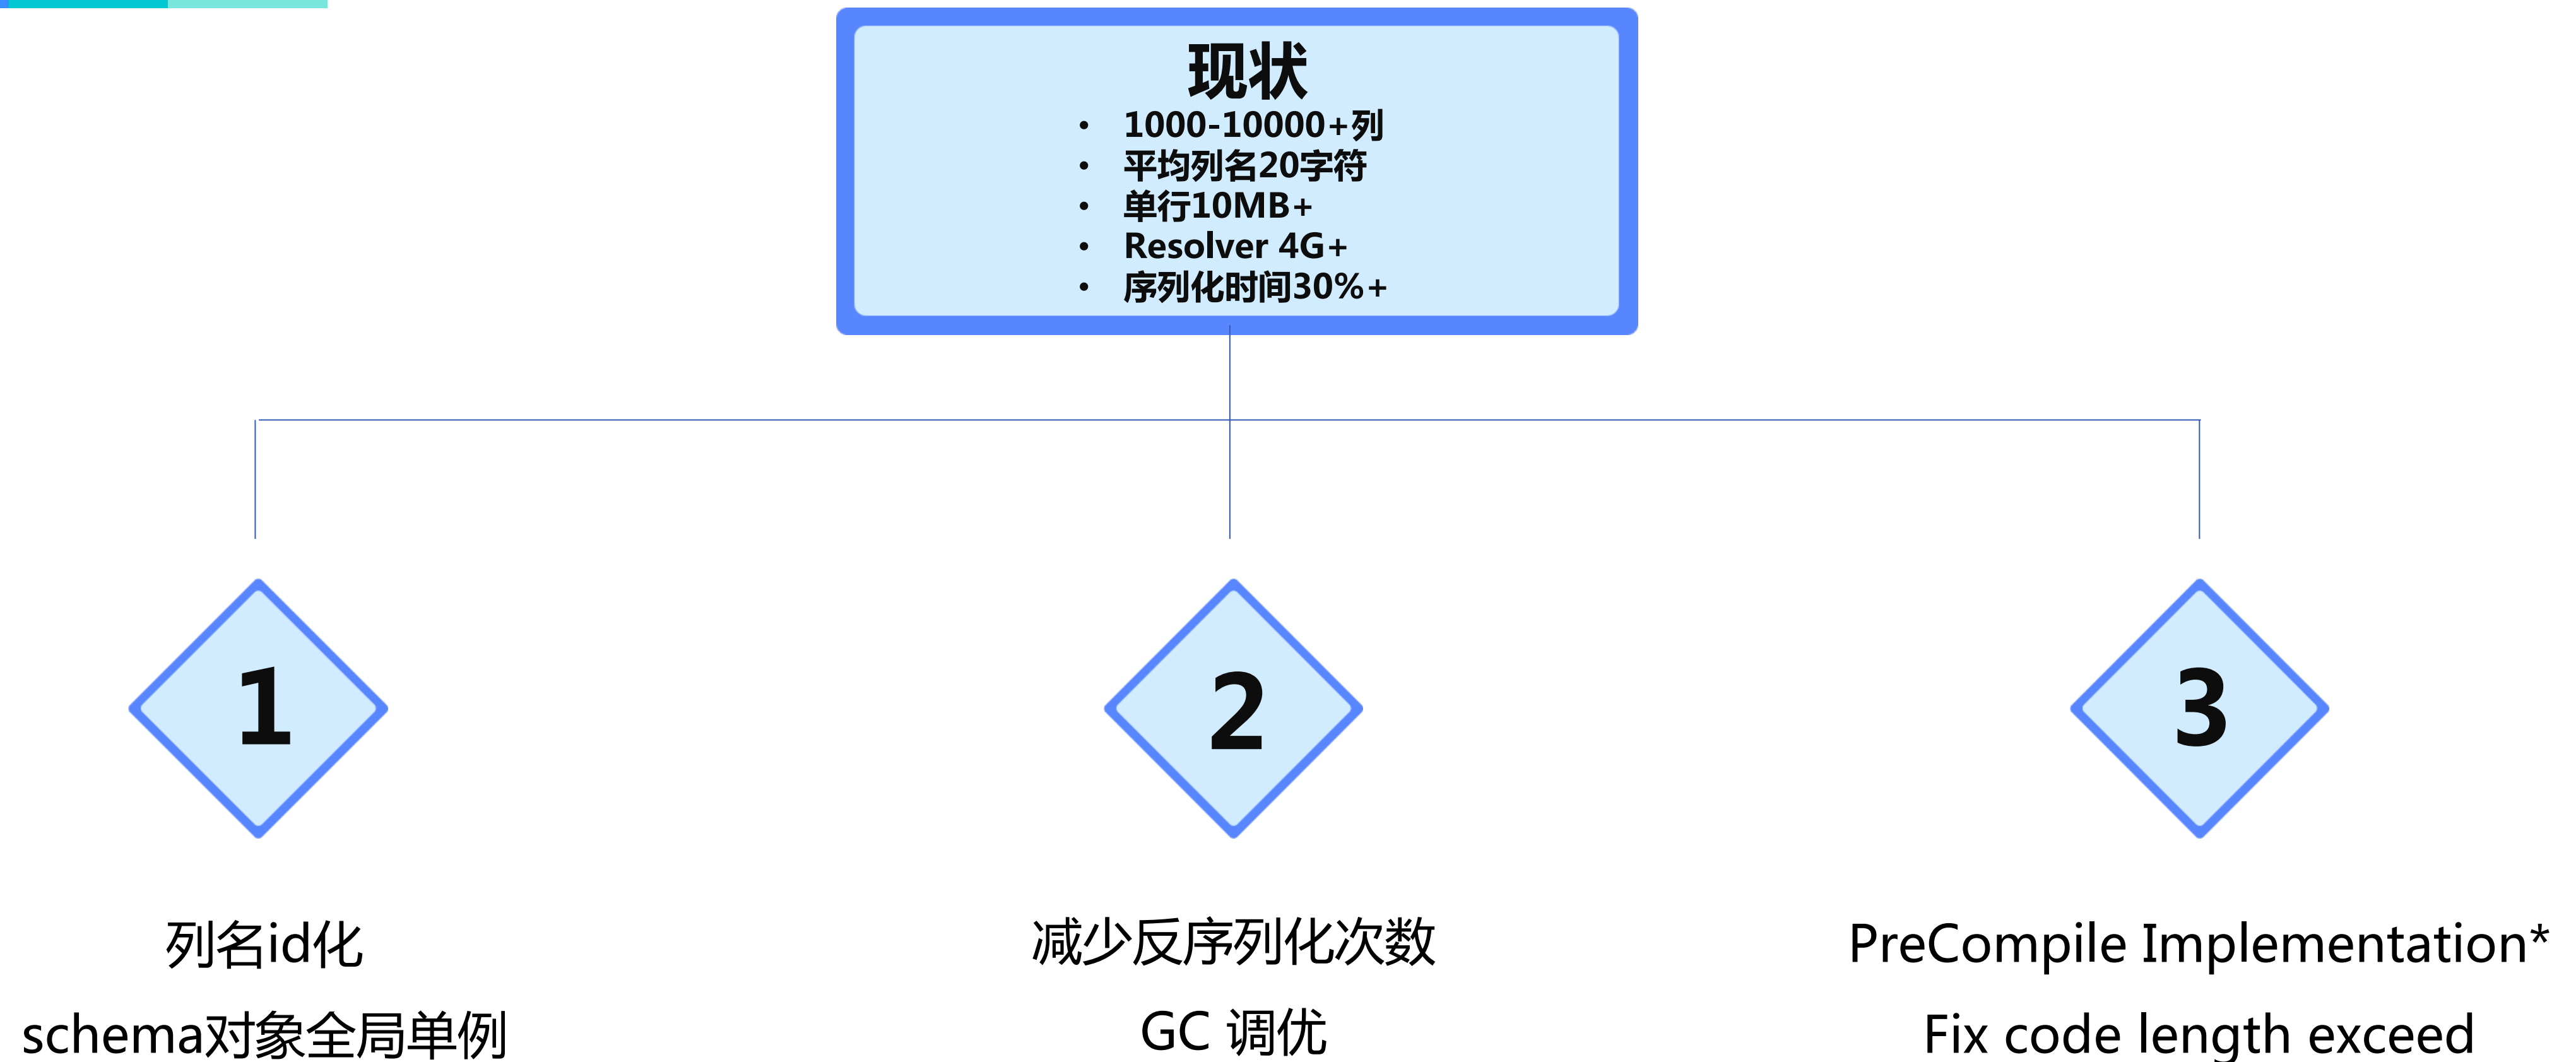 现状
• 1000-10000+列
• 平均列名20字符
• 单行10MB+
• Resolver 4G+
• 序列化时间30%+
1
2
3
列名id化
schema对象全局单例
减少反序列化次数
GC 调优
PreCompile Implementation*
Fix code length exceed